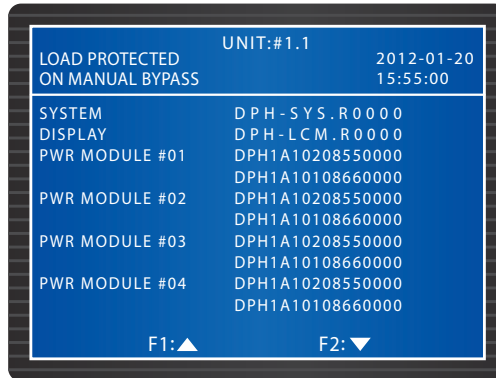 UNIT:#1.1
LOAD PROTECTED
ON MANUAL BYPASS
2012-01-20
15:55:00
SYSTEM DPH-SYS.R0000
DISPLAY DPH-LCM.R0000
PWR MODULE #01 DPH1A10208550000
DPH1A10108660000
PWR MODULE #02 DPH1A10208550000
DPH1A10108660000
PWR MODULE #03 DPH1A10208550000
DPH1A10108660000
PWR MODULE #04 DPH1A10208550000
DPH1A10108660000
F1:▲ F2:▼